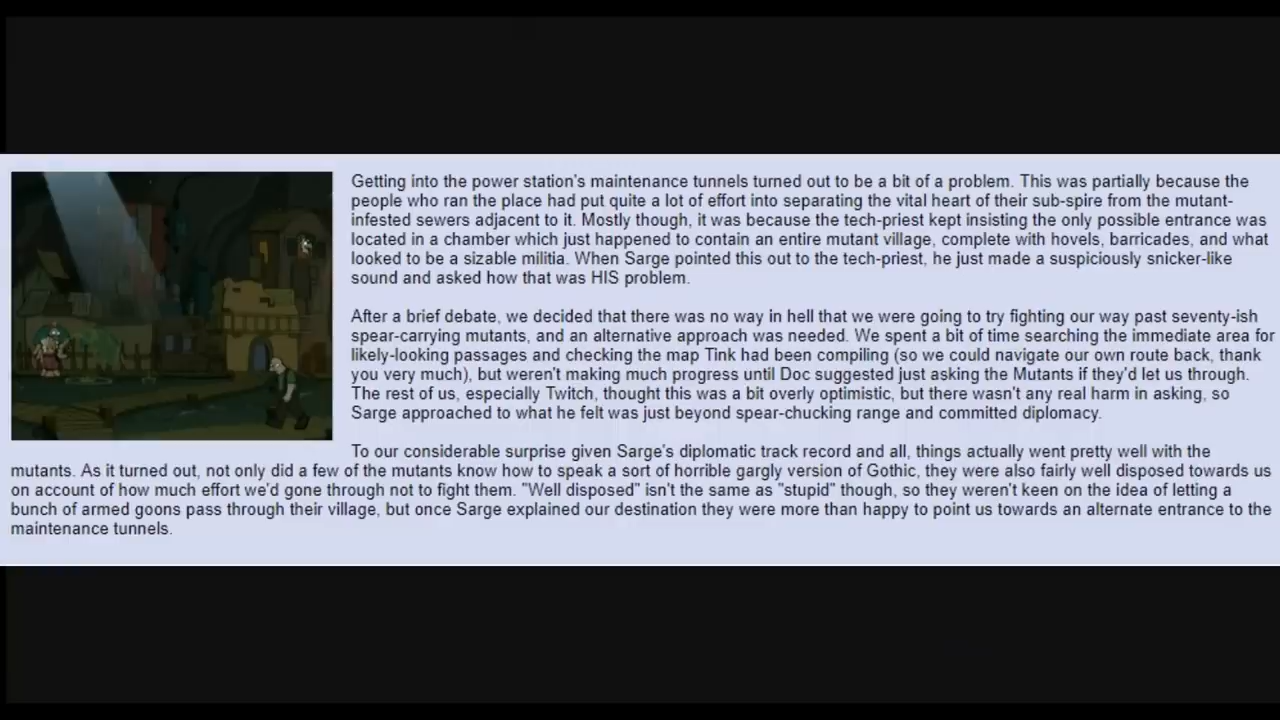 Getting into the power station's maintenance tunnels turned out to be a bit of a problem. This was partially because the
people who ran the place had put quite a lot of effort into separating the vital heart of their sub-spire from the mutant-
infested sewers adjacent to it. Mostly though, it was because the tech-priest kept insisting the only possible entrance was
located in a chamber which just happened to contain an entire mutant village, complete with hovels, barricades, and what
looked to be a sizable militia. When Sarge pointed this out to the tech-priest, he just made a suspiciously snicker-like
sound and asked how that was HIS problem.
After a brief debate, we decided that there was no way in hell that we were going to try fighting our way past seventy-ish
spear-carrying mutants, and an alternative approach was needed. We spent a bit of time searching the immediate area for
likely-looking passages and checking the map Tink had been compiling (so we could navigate our own route back, thank
you very much), but weren't making much progress until Doc suggested just asking the Mutants if they'd let us through.
The rest of us, especially Twitch, thought this was a bit overly optimistic, but there wasn't any real harm in asking, so
Sarge approached to what he felt was just beyond spear-chucking range and committed diplomacy.
To our considerable surprise given Sarge's diplomatic track record and all, things actually went pretty well with the
mutants. As it turned out, not only did a few of the mutants know how to speak a sort of horrible gargly version of Gothic, they were also fairly well disposed towards us
on account of how much effort we'd gone through not to fight them. "Well disposed" isn't the same as "stupid" though, so they weren't keen on the idea of letting a
bunch of armed goons pass through their village, but once Sarge explained our destination they were more than happy to point us towards an alternate entrance to the
maintenance tunnels.